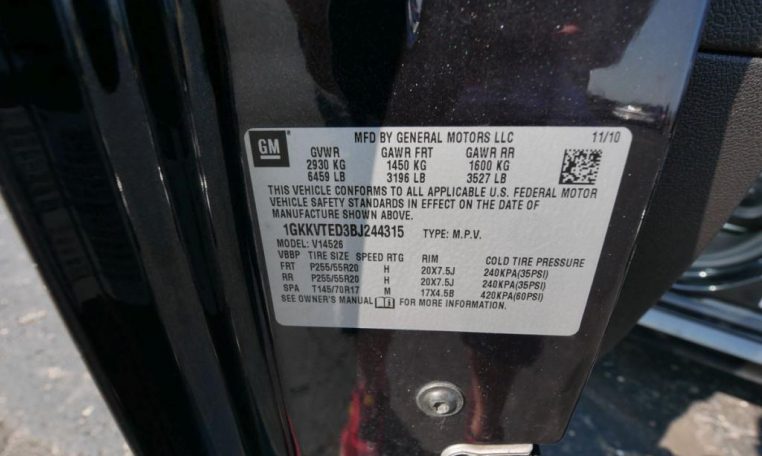 GM MFD BY GENERAL MOTORS LLC 11/10
GVWR GAWR FRT GAWR RR
2930 KG 1450 KG 1600 KG
6459 LB 3196 LB 3527 LB
THIS VEHICLE CONFORMS TO ALL APPLICABLE U.S. FEDERAL MOTOR
VEHICLE SAFETY STANDARDS IN EFFECT ON THE DATE OF
MANUFACTURE SHOWN ABOVE.
1GKKVTED3BJ244315 TYPE: M.P.V.
MODEL: V14526
VBBP TIRE SIZE SPEED RTG RIM COLD TIRE PRESSURE
FRT P255/55R20 H 20X7.5J 240KPA(35PSI)
RR P255/55R20 H 20X7.5J 240KPA(35PSI)
SPA T145/70R17 M 17X4.5B 420KPA(60PSI)
SEE OWNER'S MANUAL FOR MORE INFORMATION.